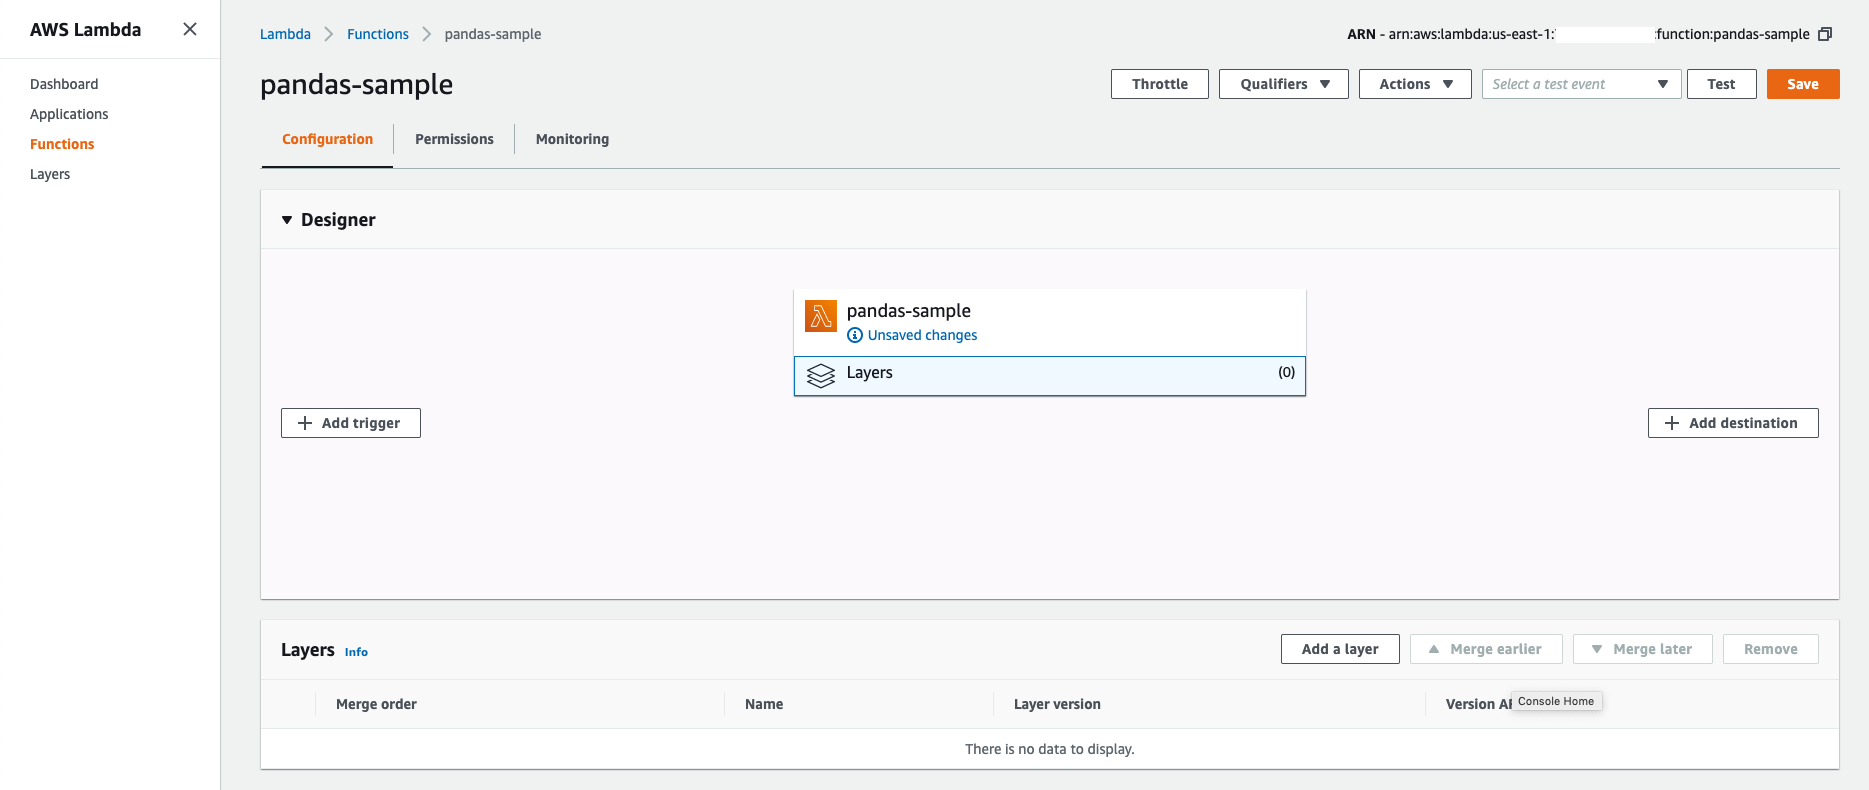 AWS Lambda
Dashboard
Applications
Functions
Layers
Lambda Functions pandas-sample
ARN - arn:aws:lambda:us-east-1: :function:pandas-sample
pandas-sample
Throttle Qualifiers Actions Select a test event Test Save
Configuration Permissions Monitoring
Designer
pandas-sample
Unsaved changes
Layers (0)
Add trigger
Add destination
Layers Info
Add a layer Merge earlier Merge later Remove
Merge order Name Layer version Version
Console Home
There is no data to display.